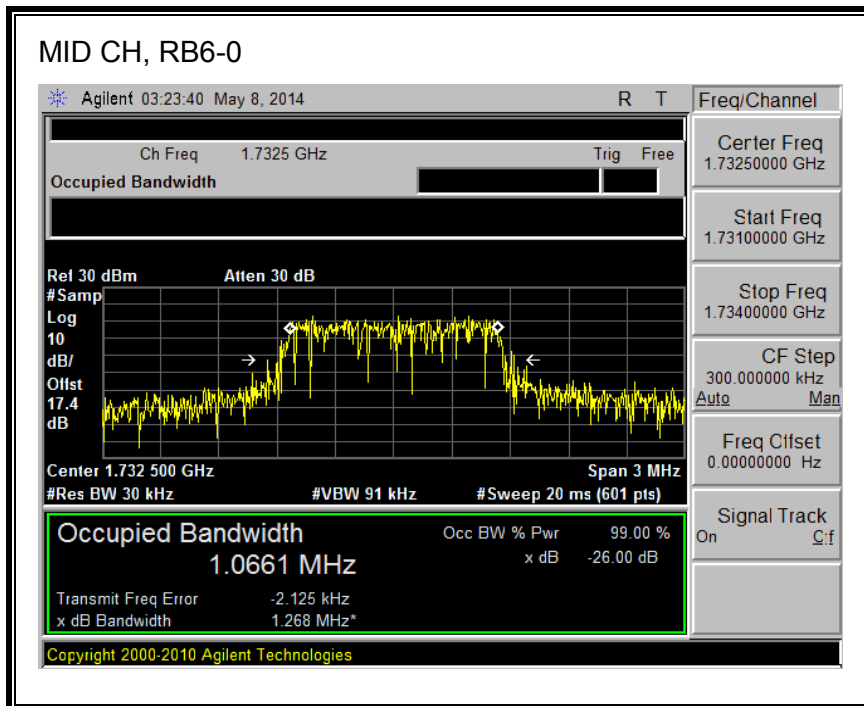 MID CH, RB6-0
Agilent 03:23:40 May 8, 2014 R T
Freq/Channel
Ch Freq 1.7325 GHz Trig Free
Occupied Bandwidth
Center Freq
1.73250000 GHz
Start Freq
1.73100000 GHz
Stop Freq
1.73400000 GHz
CF Step
300.000000 kHz
Auto Man
Freq Offset
0.00000000 Hz
Signal Track
On Off
Ref 30 dBm Atten 30 dB
#Samp
Log
10
dB/
Offst
17.4
dB
Center 1.732 500 GHz Span 3 MHz
#Res BW 30 kHz #VBW 91 kHz #Sweep 20 ms (601 pts)
Occupied Bandwidth
1.0661 MHz
Occ BW % Pwr 99.00 %
x dB -26.00 dB
Transmit Freq Error -2.125 kHz
x dB Bandwidth 1.268 MHz*
Copyright 2000-2010 Agilent Technologies